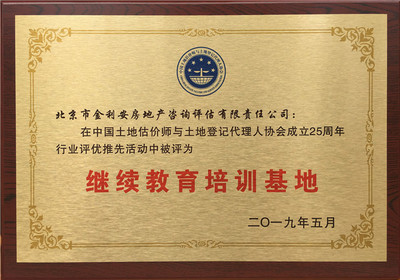 北京市金利安房地产咨询评估有限责任公司：
在中国土地估价师与土地登记代理人协会成立25周年
行业评优推先活动中被评为
继续教育培训基地
二〇一九年五月